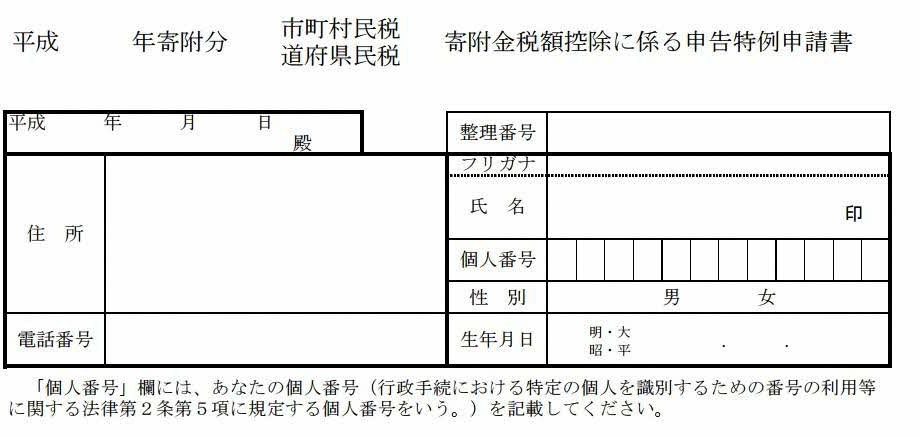 平成 年寄附分 市町村民税 道府県民税 寄附金税額控除に係る申告特例申請書
平成 年 月 日
殿
整理番号
フリガナ
住 所
氏 名
印
個人番号
性 別 男 女
電話番号
生年月日
明・大
昭・平 . .
「個人番号」欄には、あなたの個人番号（行政手続における特定の個人を識別するための番号の利用等
に関する法律第２条第５項に規定する個人番号をいう。）を記載してください。